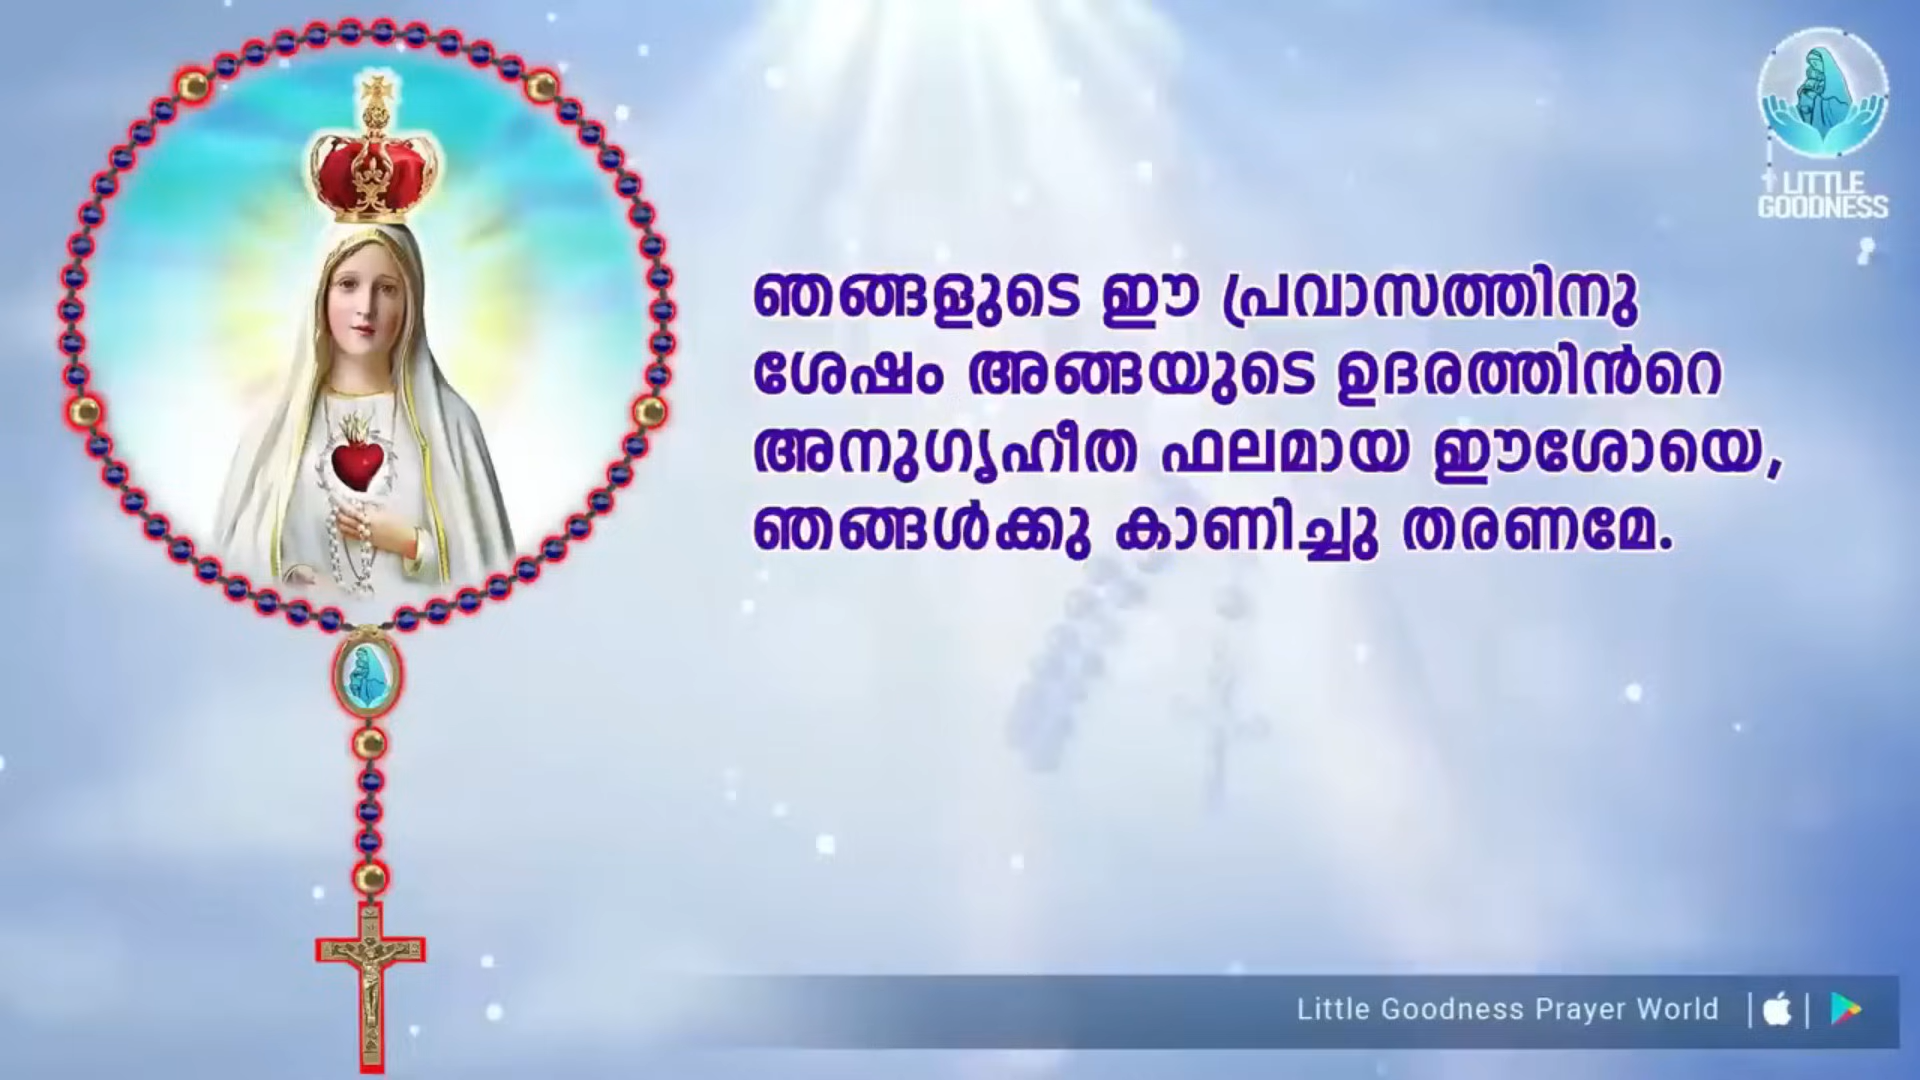 LITTLE
GOODNESS
ഞങ്ങളുടെ ഈ പ്രവാസത്തിനു
ശേഷം അങ്ങയുടെ ഉദരത്തിൻറെ
അനുഗൃഹീത ഫലമായ ഈശോയെ,
ഞങ്ങൾക്കു കാണിച്ചു തരണമേ.
Little Goodness Prayer World